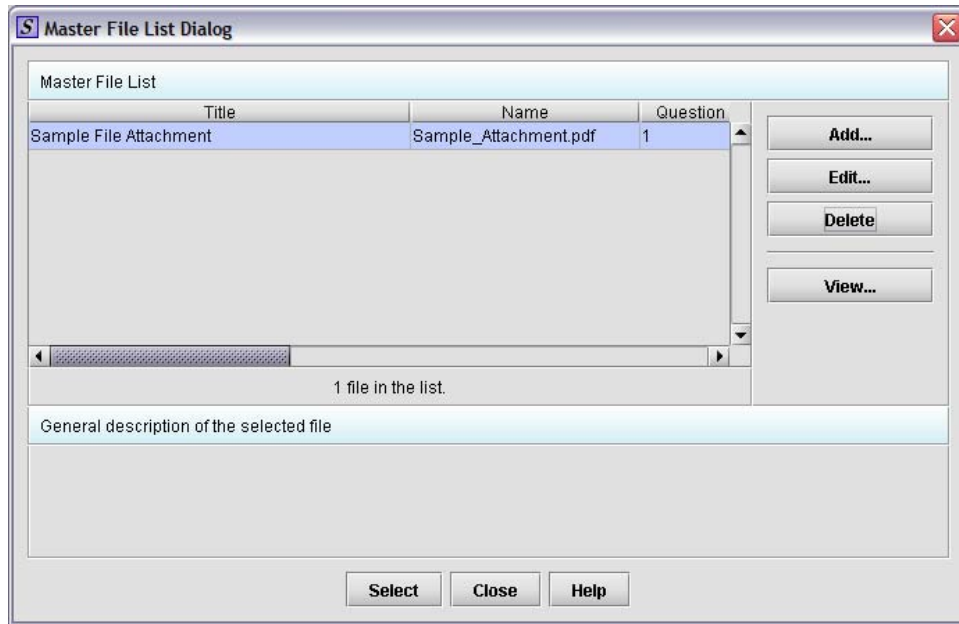 S Master File List Dialog
Master File List
Title Name Question
Sample File Attachment Sample_Attachment.pdf 1
Add...
Edit...
Delete
View...
1 file in the list.
General description of the selected file
Select Close Help